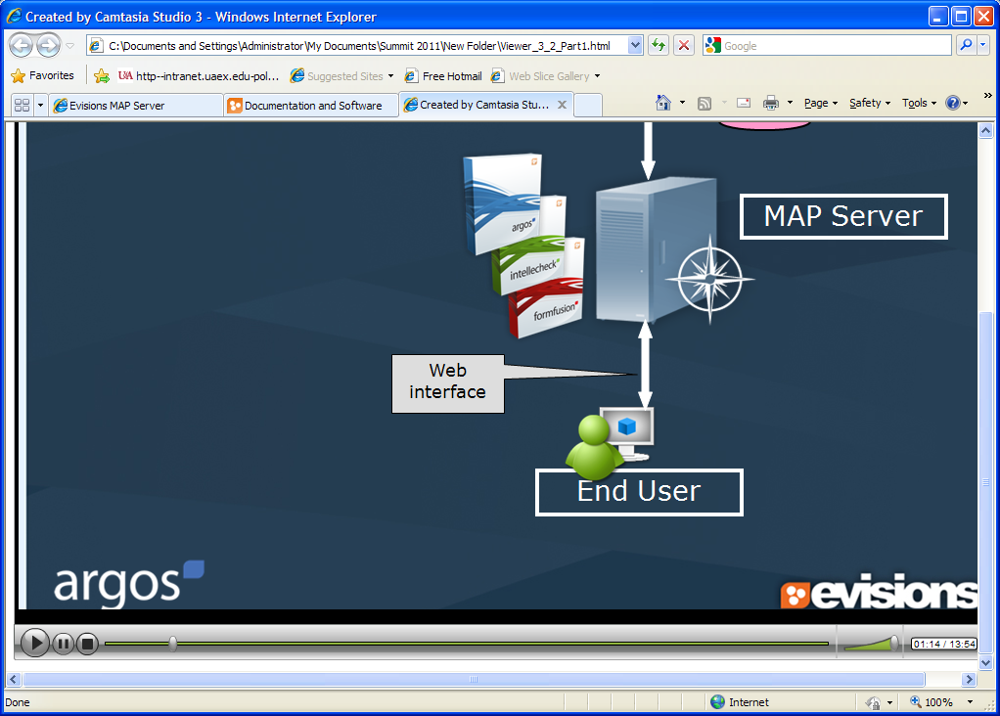 Created by Camtasia Studio 3 - Windows Internet Explorer
C:\Documents and Settings\Administrator\My Documents\Summit 2011\New Folder\Viewer_3_2_Part1.html
Google
Favorites
UA http--intranet.uaex.edu-pol...
Suggested Sites
Free Hotmail
Web Slice Gallery
Evisions MAP Server
Documentation and Software
Created by Camtasia Stu...
Page
Safety
Tools
»
MAP Server
argos
intellecheck
formfusion
Web
interface
End User
argos
evisions
01:14 / 13:54
Done
Internet
100%